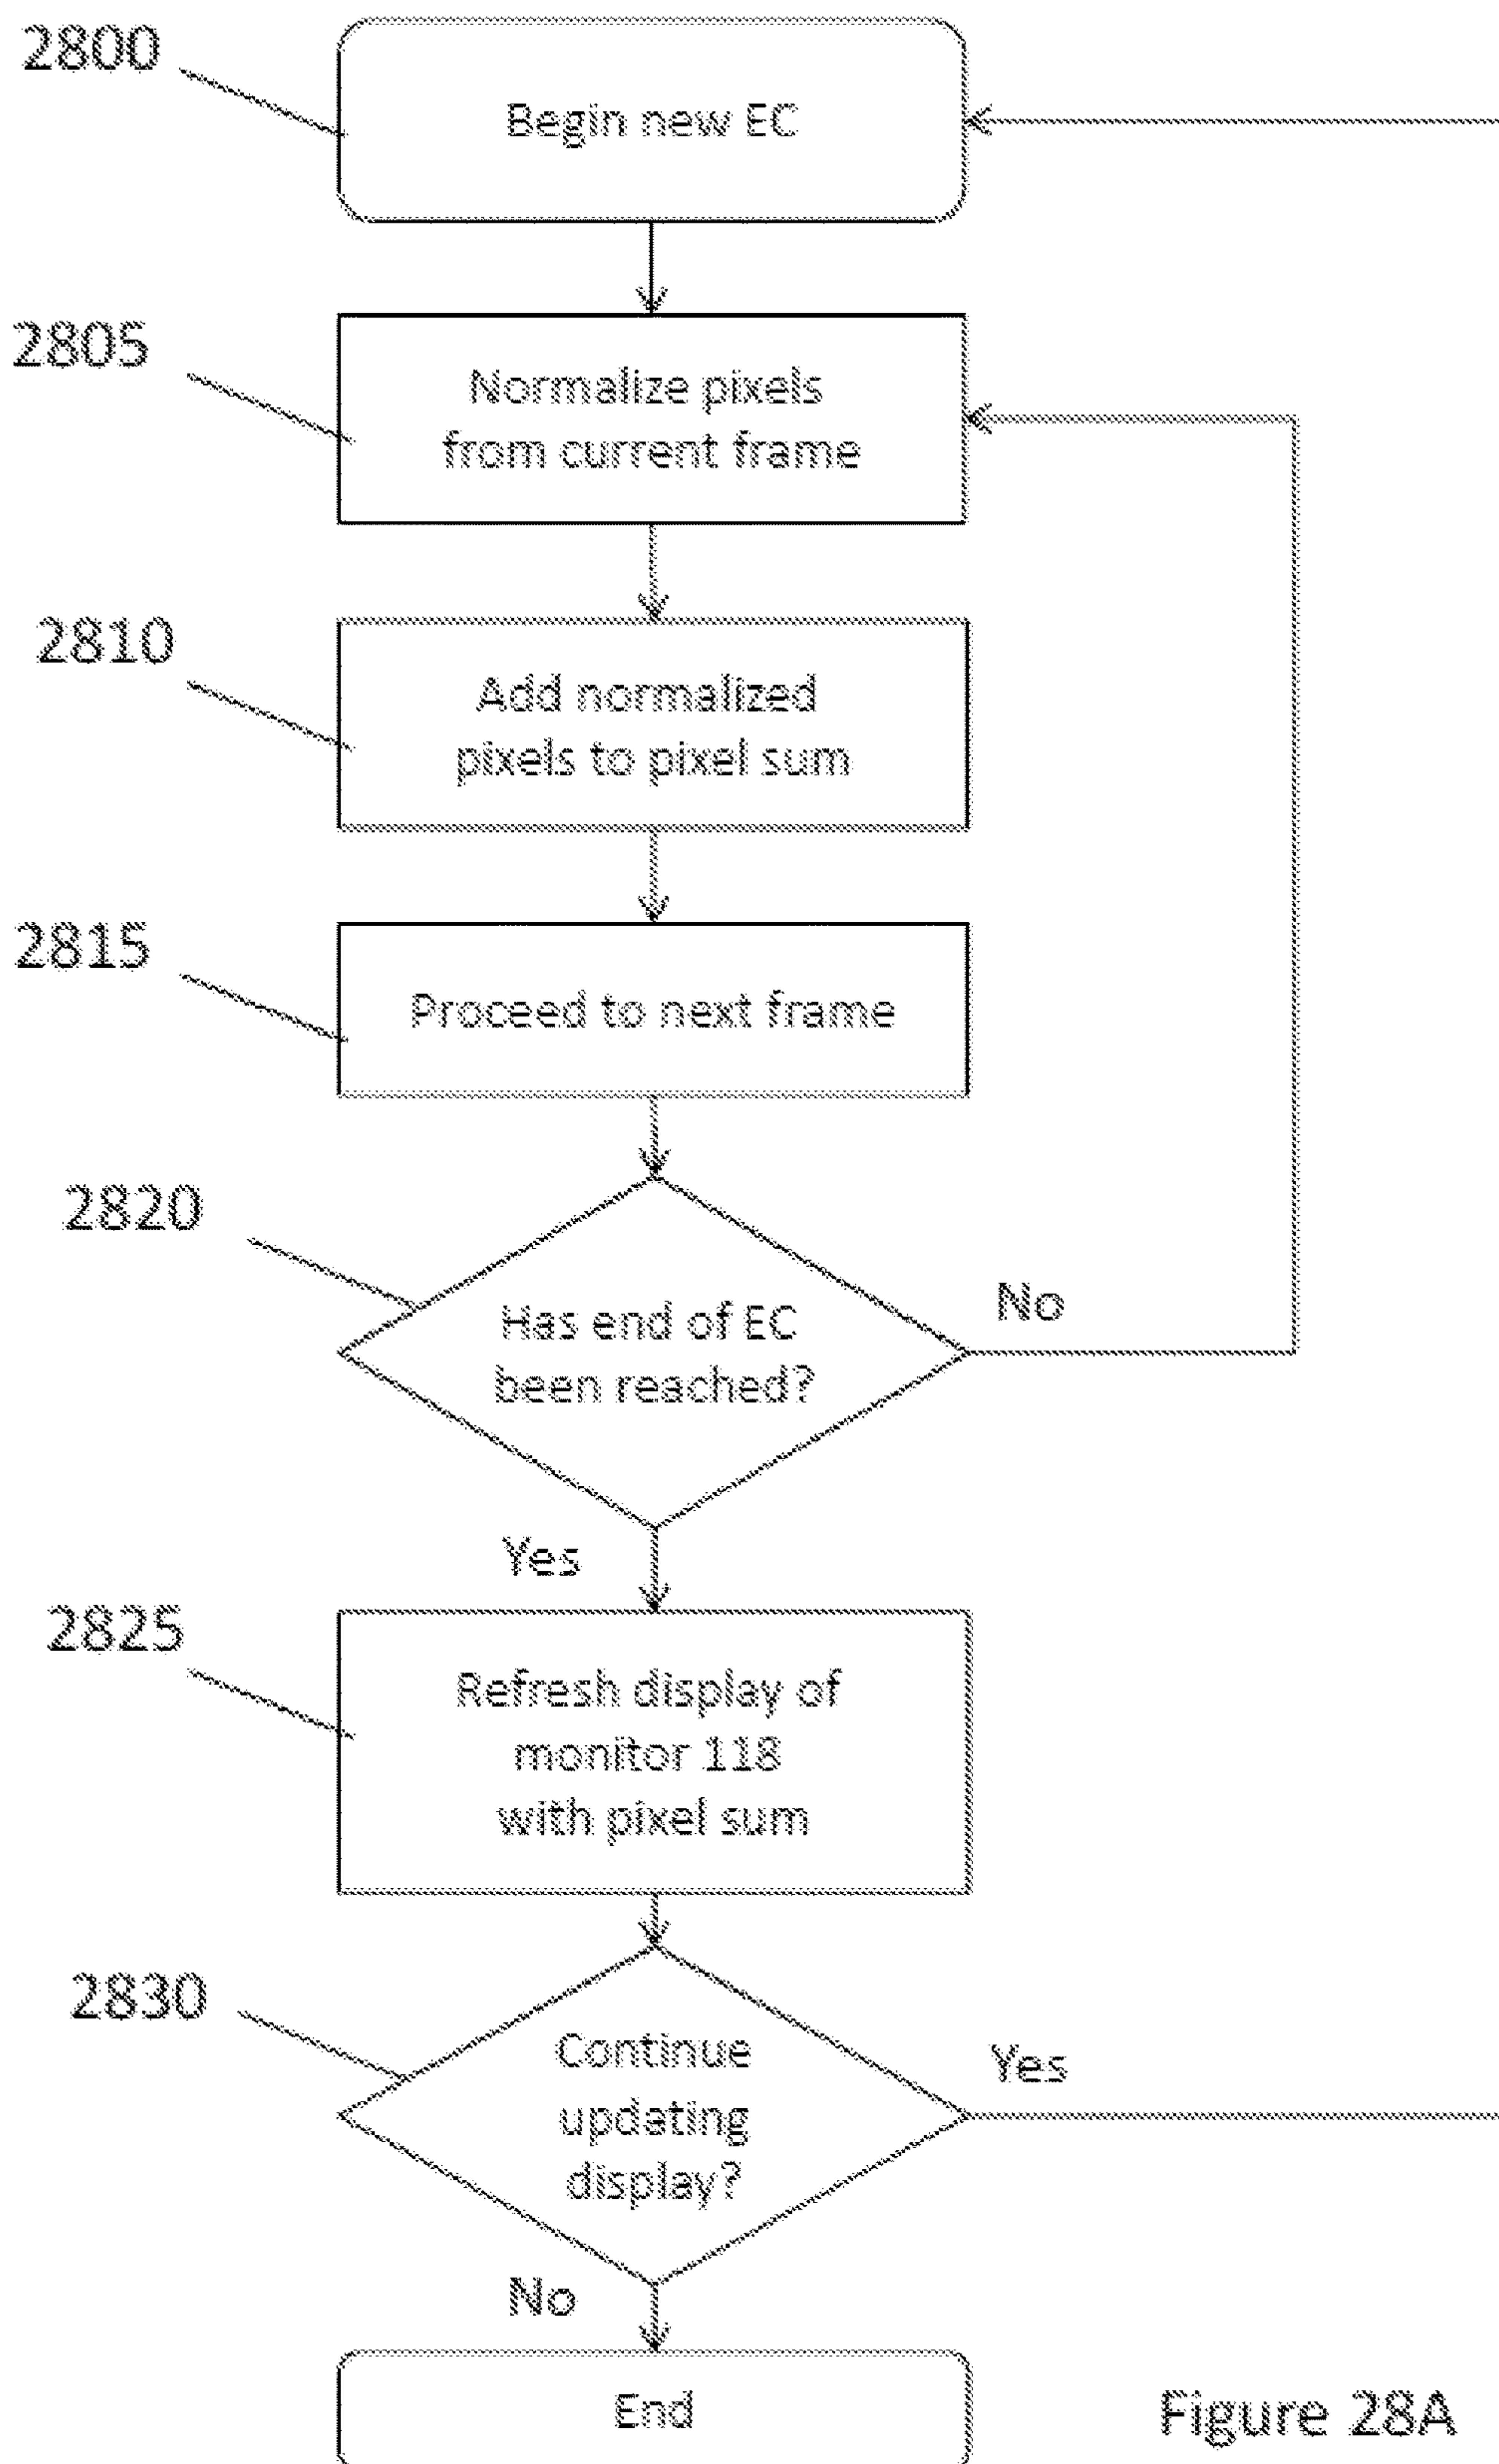 2800
Begin new EC
2805
Normalize pixels
from current frame
2810
Add normalized
pixels to pixel sum
2815
Proceed to next frame
2820
Has end of EC
been reached?
No
Yes
2825
Refresh display of
monitor 118
with pixel sum
2830
Continue
updating
display?
Yes
No
End
Figure 28A